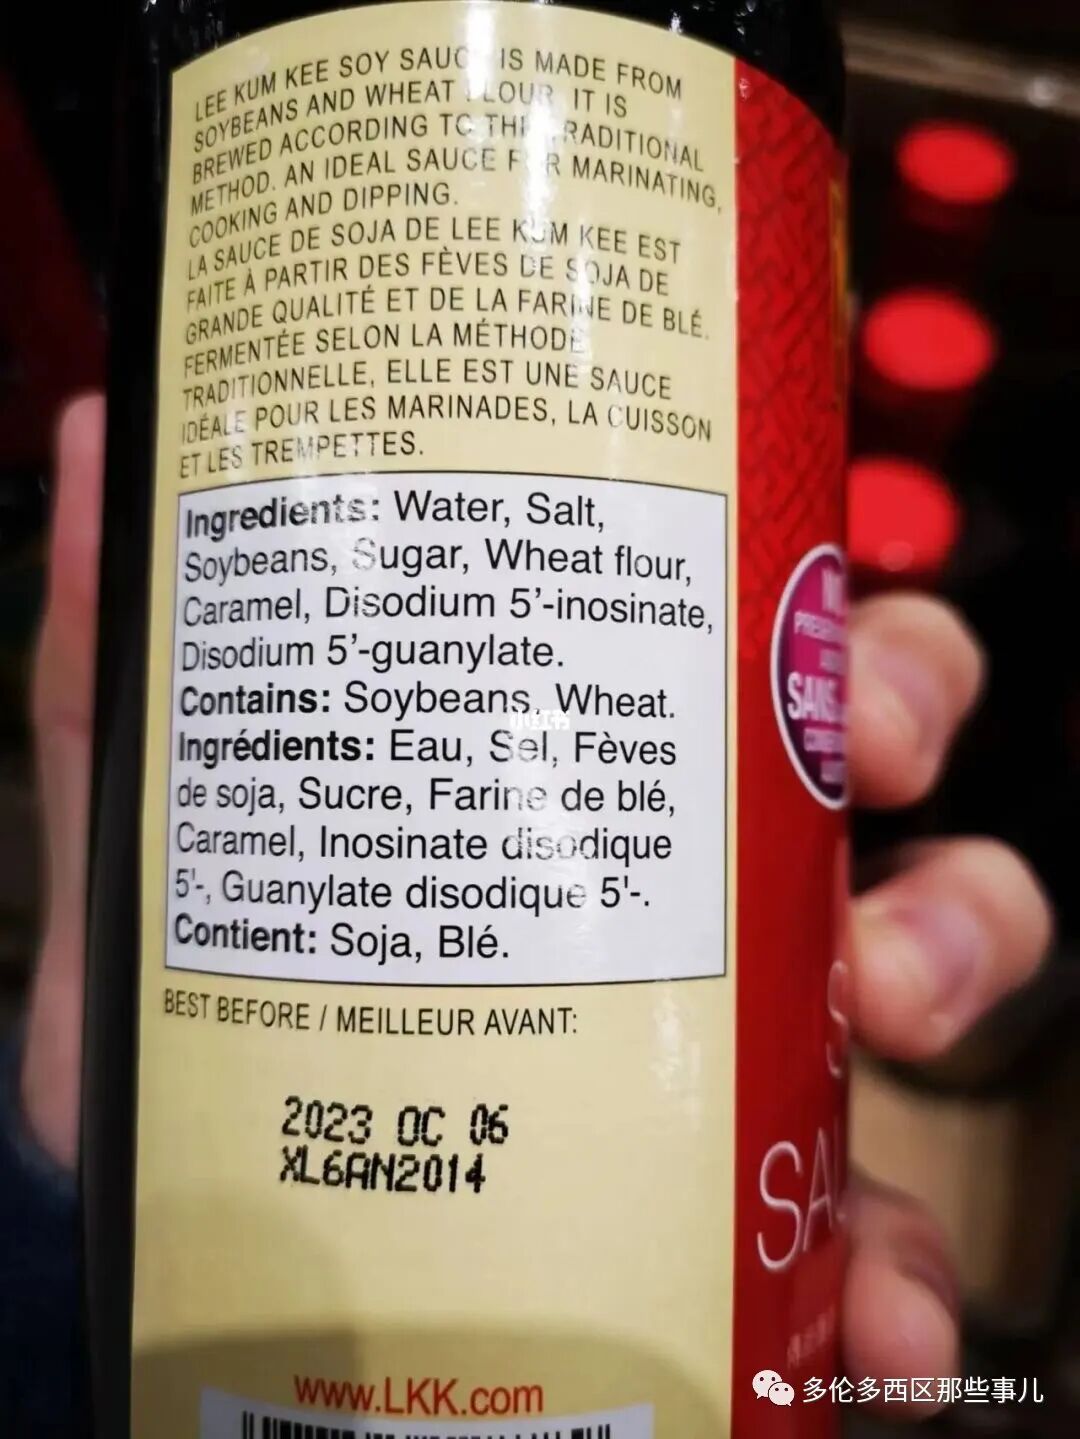 LEE KUM KEE SOY SAUCE IS MADE FROM
SOYBEANS AND WHEAT FLOUR. IT IS
BREWED ACCORDING TO THE TRADITIONAL
METHOD. AN IDEAL SAUCE FOR MARINATING,
COOKING AND DIPPING.
LA SAUCE DE SOJA DE LEE KUM KEE EST
FAITE À PARTIR DES FÈVES DE SOJA DE
GRANDE QUALITÉ ET DE LA FARINE DE BLÉ.
FERMENTÉE SELON LA MÉTHODE
TRADITIONNELLE, ELLE EST UNE SAUCE
IDÉALE POUR LES MARINADES, LA CUISSON
ET LES TREMPETTES.
Ingredients: Water, Salt,
Soybeans, Sugar, Wheat flour,
Caramel, Disodium 5’-inosinate,
Disodium 5’-guanylate.
Contains: Soybeans, Wheat.
小红书
Ingrédients: Eau, Sel, Fèves
de soja, Sucre, Farine de blé,
Caramel, Inosinate disodique
5'-, Guanylate disodique 5'-.
Contient: Soja, Blé.
BEST BEFORE / MEILLEUR AVANT:
2023 OC 06
XL6AN2014
www.LKK.com
SANS
多伦多西区那些事儿